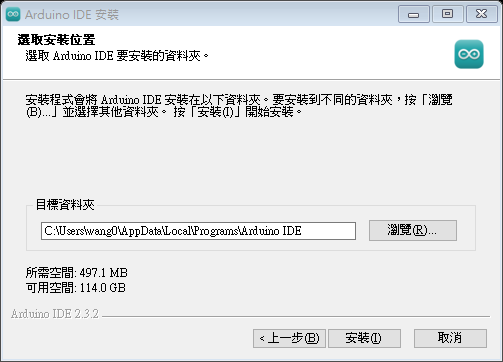 Arduino IDE 安裝
選取安裝位置
選取 Arduino IDE 要安裝的資料夾。
安裝程式會將 Arduino IDE 安裝在以下資料夾。要安裝到不同的資料夾，按「瀏覽
(B)...」並選擇其他資料夾。 按「安裝(I)」開始安裝。
目標資料夾
C:\Users\wang0\AppData\Local\Programs\Arduino IDE
瀏覽(R)...
所需空間: 497.1 MB
可用空間: 114.0 GB
Arduino IDE 2.3.2
< 上一步(B)
安裝(I)
取消